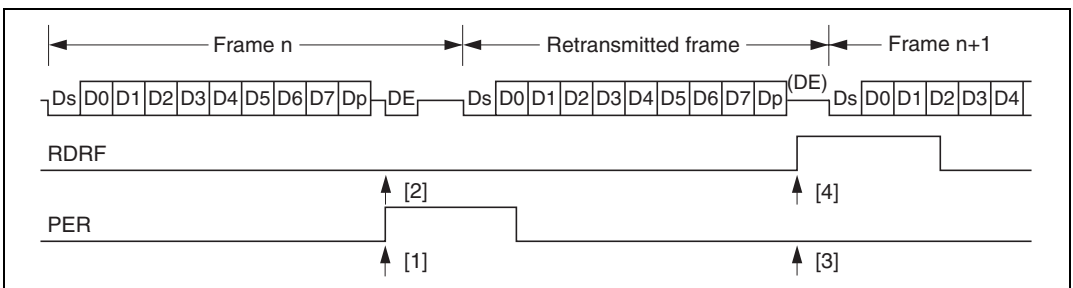 Frame n Retransmitted frame Frame n+1
(DE)
Ds D0 D1 D2 D3 D4 D5 D6 D7 Dp DE Ds D0 D1 D2 D3 D4 D5 D6 D7 Dp Ds D0 D1 D2 D3 D4
RDRF
[2] [4]
PER
[1] [3]